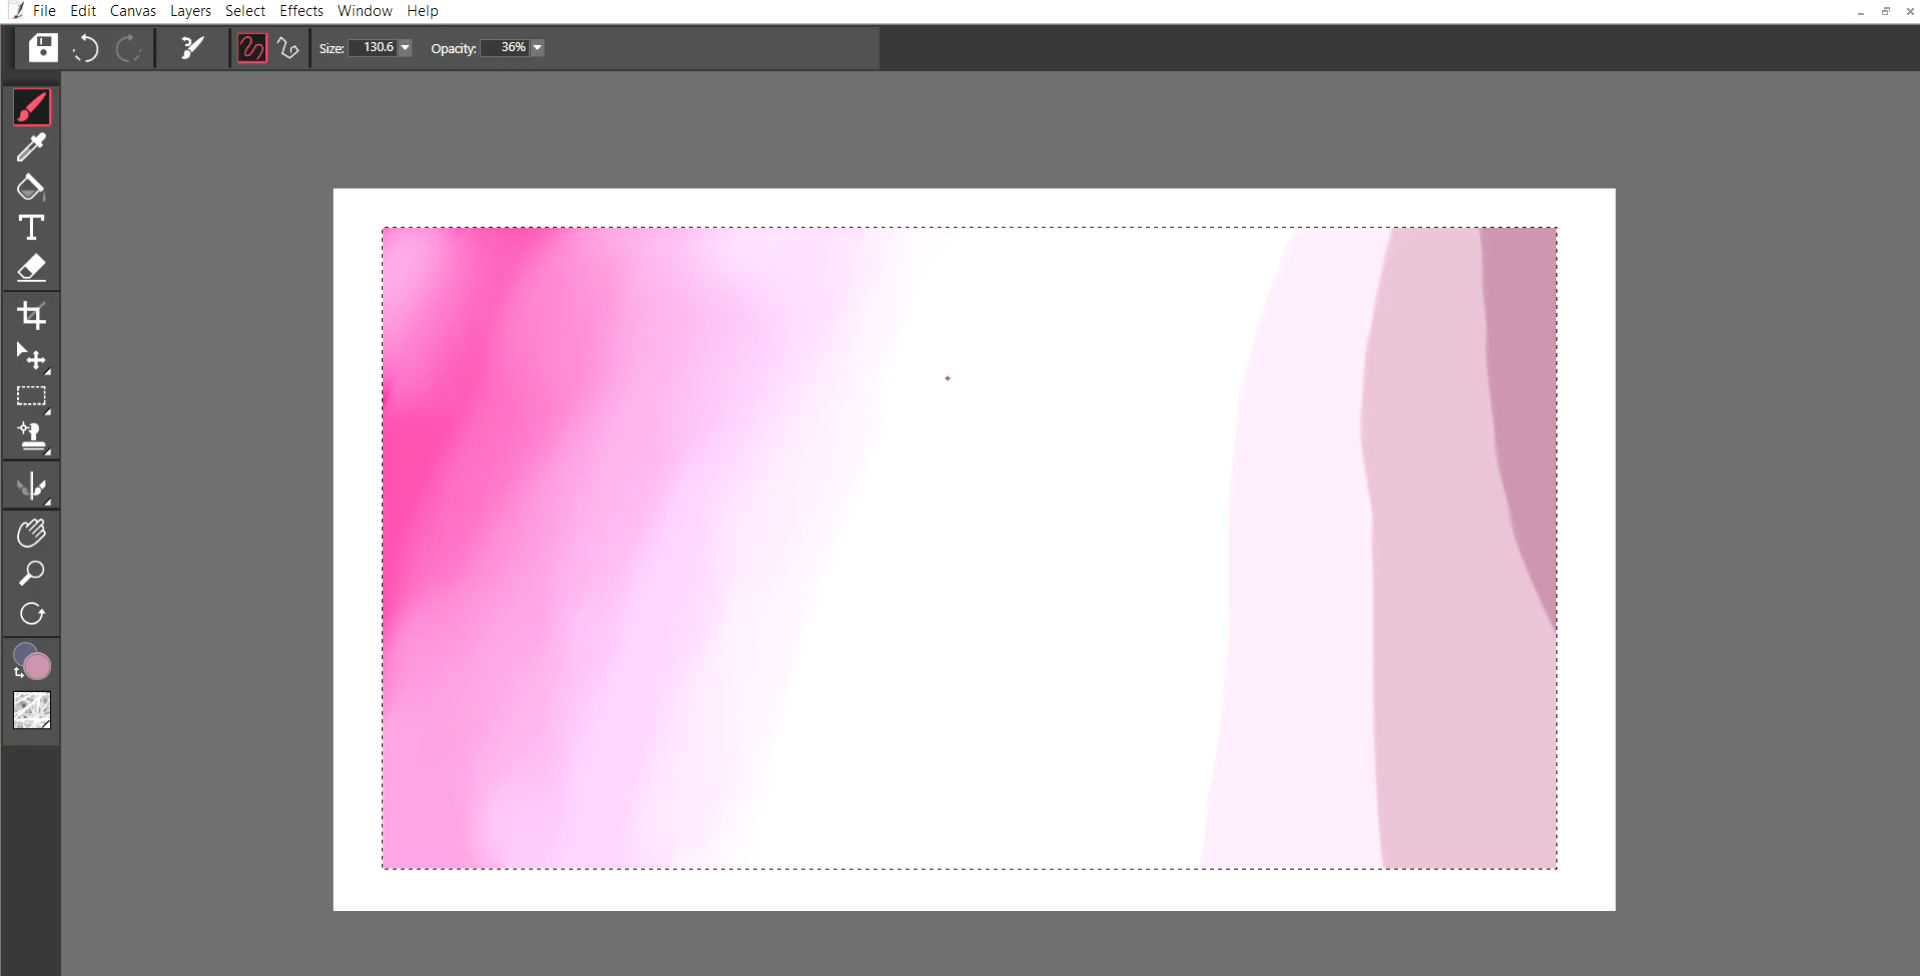 File Edit Canvas Layers Select Effects Window Help
Size: 130.6 Opacity: 36%